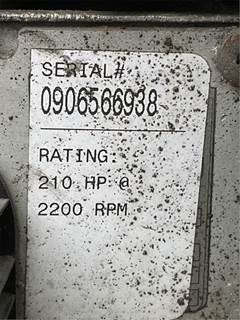 SERIAL#
0906566938
RATING:
210 HP @
2200 RPM